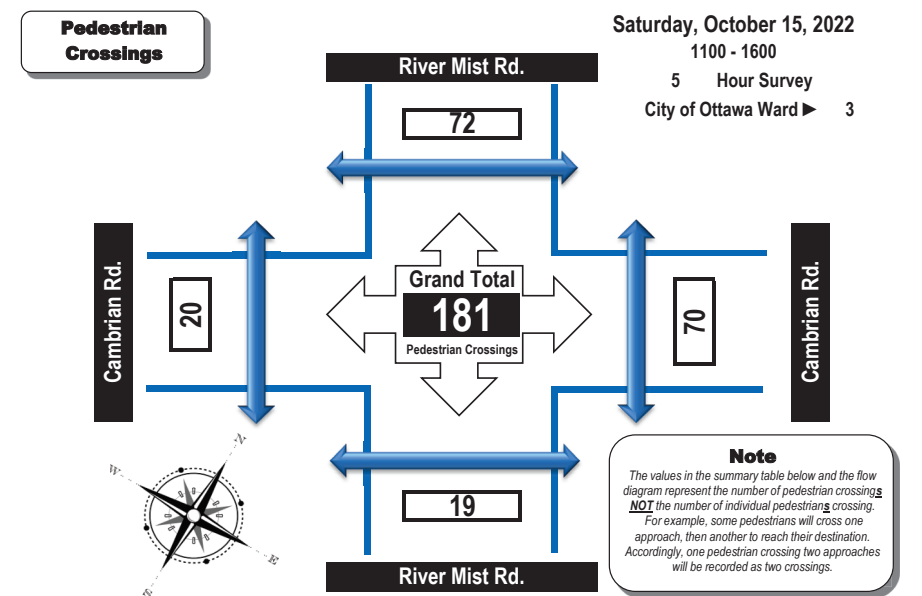 Pedestrian
Crossings
Saturday, October 15, 2022
1100 - 1600
5 Hour Survey
City of Ottawa Ward ► 3
River Mist Rd.
72
Cambrian Rd.
20
Grand Total
181
Pedestrian Crossings
70
Cambrian Rd.
19
River Mist Rd.
N
W
E
S
Note
The values in the summary table below and the flow
diagram represent the number of pedestrian crossings
NOT the number of individual pedestrians crossing.
For example, some pedestrians will cross one
approach, then another to reach their destination.
Accordingly, one pedestrian crossing two approaches
will be recorded as two crossings.